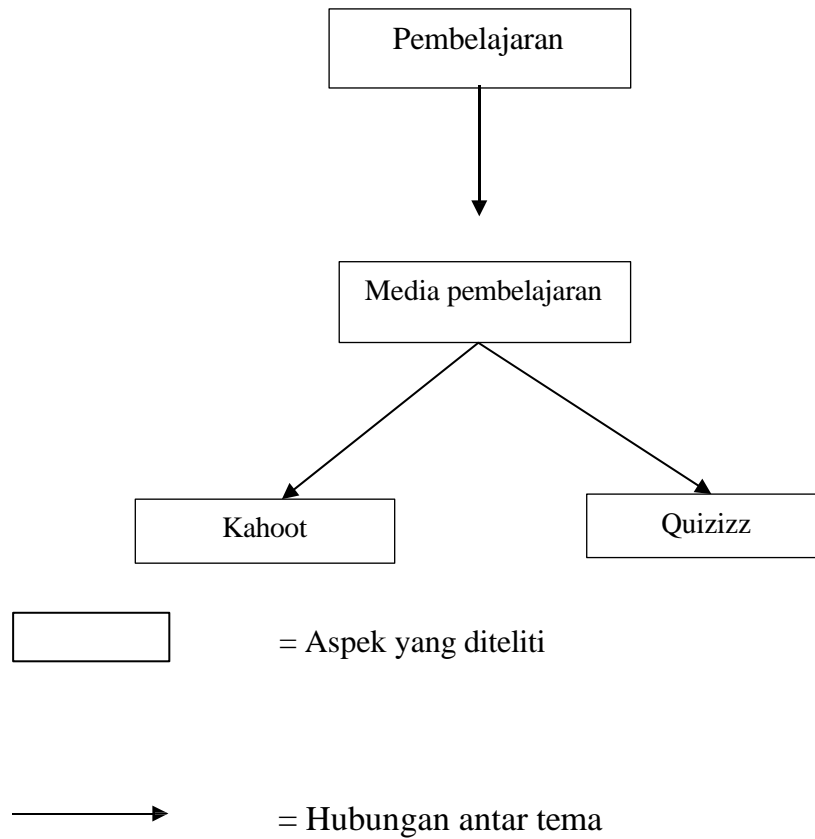 Pembelajaran
Media pembelajaran
Kahoot
Quizizz
= Aspek yang diteliti
= Hubungan antar tema